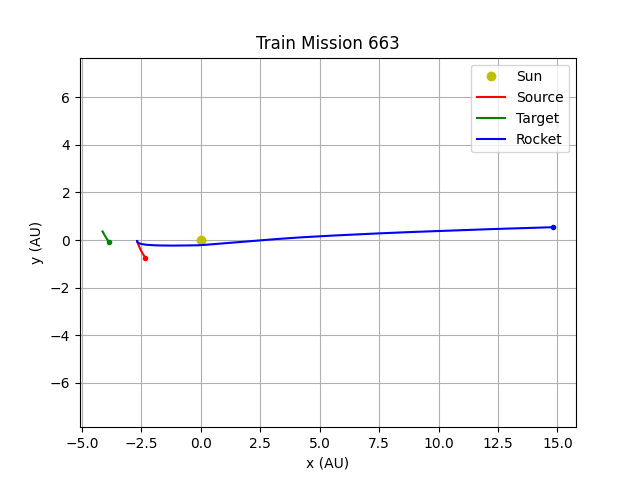 Train Mission 663
Sun
Source
Target
Rocket
6
4
2
0
−2
−4
−6
y (AU)
−5.0
−2.5
0.0
2.5
5.0
7.5
10.0
12.5
15.0
x (AU)